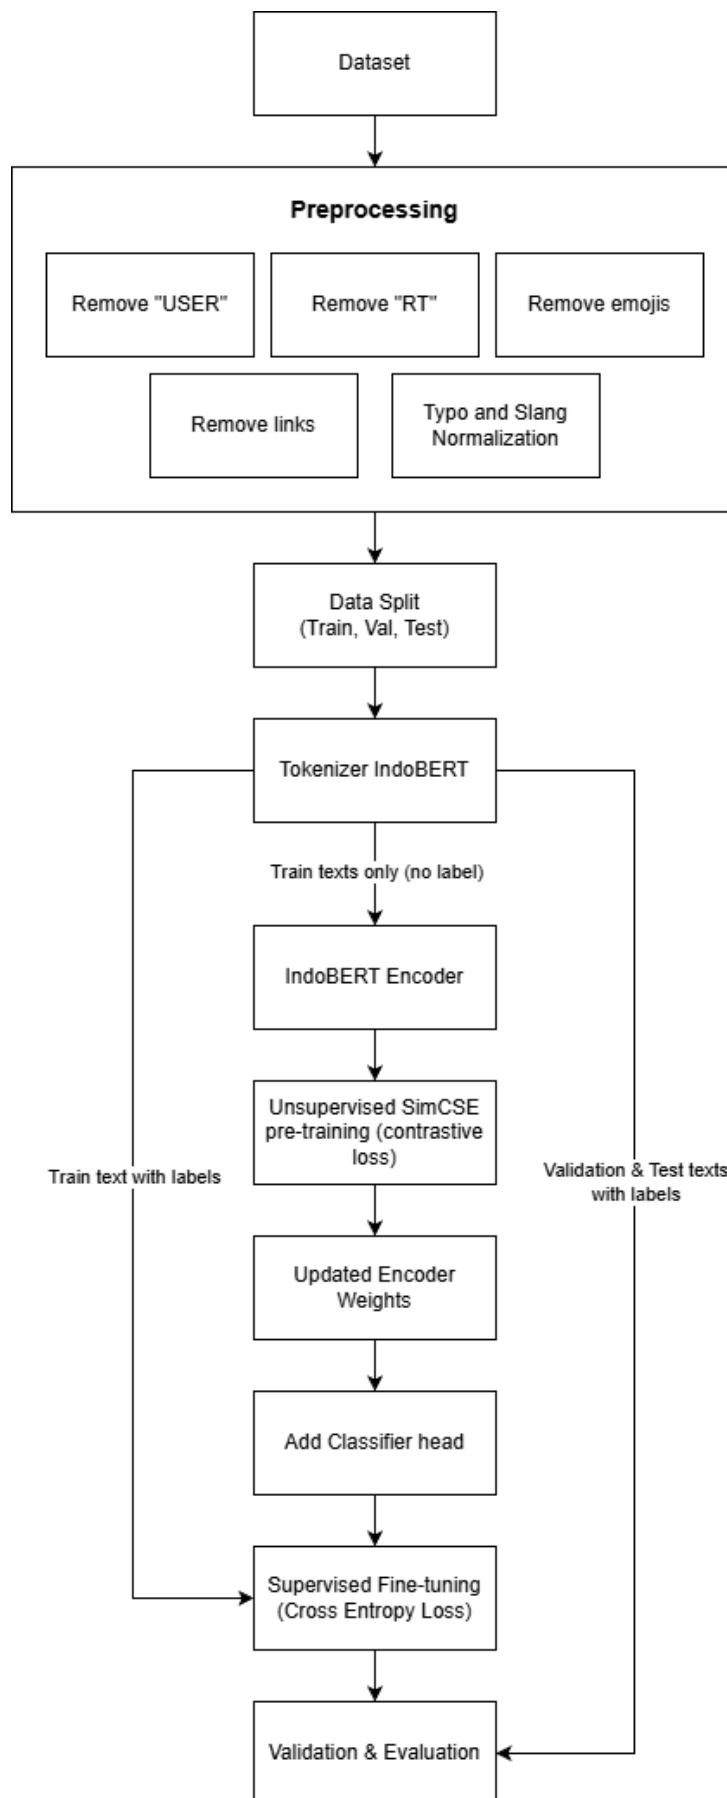 Dataset
Preprocessing
Remove "USER"
Remove "RT"
Remove emojis
Remove links
Typo and Slang
Normalization
Data Split
(Train, Val, Test)
Tokenizer IndoBERT
Train texts only (no label)
IndoBERT Encoder
Unsupervised SimCSE
pre-training (contrastive
loss)
Train text with labels
Validation & Test texts
with labels
Updated Encoder
Weights
Add Classifier head
Supervised Fine-tuning
(Cross Entropy Loss)
Validation & Evaluation